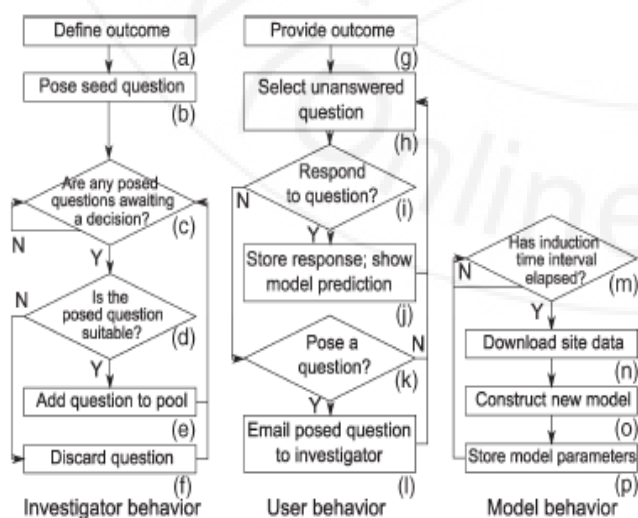 Define outcome
(a)
Pose seed question
(b)
Are any posed
questions awaiting
a decision?
(c)
N
Y
Is the
posed question
suitable?
(d)
N
Y
Add question to pool
(e)
Discard question
(f)
Investigator behavior
Provide outcome
(g)
Select unanswered
question
(h)
Respond
to question?
(i)
N
Y
Store response; show
model prediction
(j)
Pose a
question?
(k)
N
Y
Email posed question
to investigator
(l)
User behavior
Has induction
time interval
elapsed?
(m)
N
Y
Download site data
(n)
Construct new model
(o)
Store model parameters
(p)
Model behavior
Online